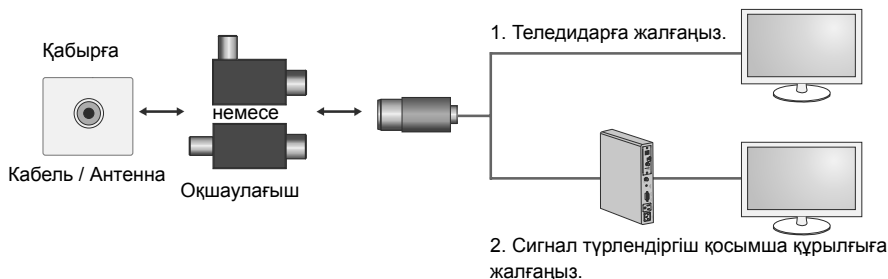 Қабырға
Кабель / Антенна
немесе
Оқшаулағыш
1. Теледидарға жалғаңыз.
2. Сигнал түрлендіргіш қосымша құрылғыға
жалғаңыз.